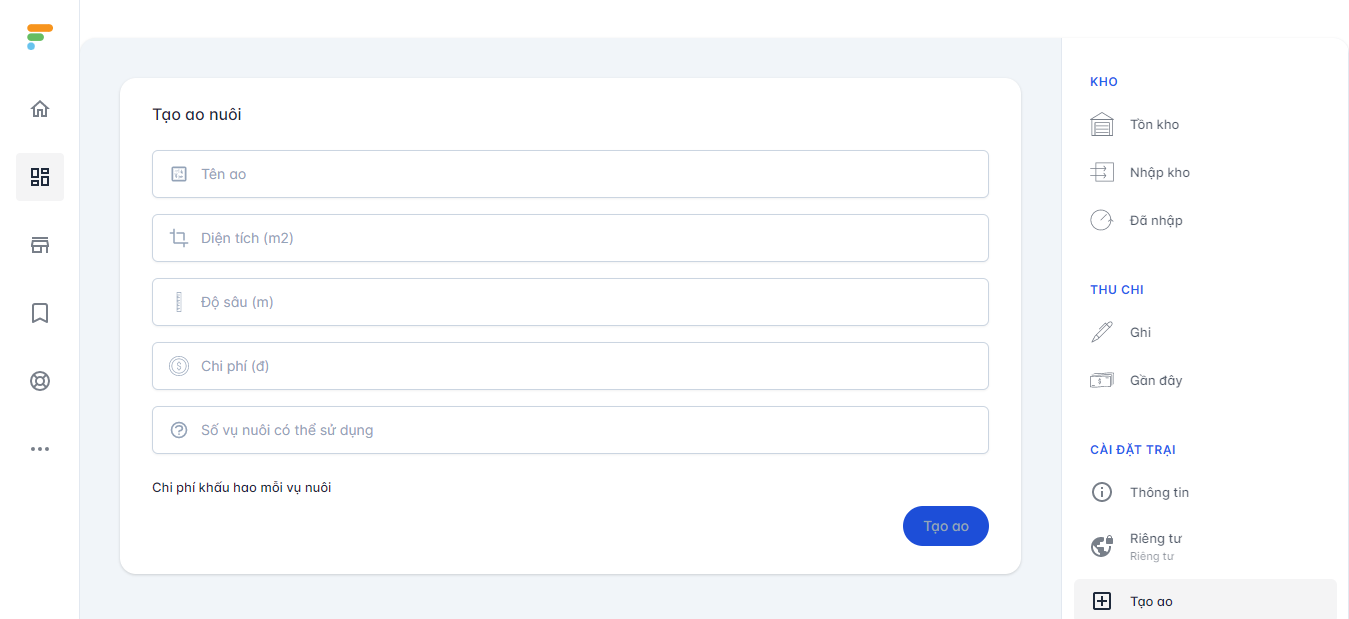 Tạo ao nuôi
Tên ao
Diện tích (m2)
Độ sâu (m)
Chi phí (đ)
Số vụ nuôi có thể sử dụng
Chi phí khấu hao mỗi vụ nuôi
Tạo ao
KHO
Tồn kho
Nhập kho
Đã nhập
THU CHI
Ghi
Gần đây
CÀI ĐẶT TRẠI
Thông tin
Riêng tư
Riêng tư
Tạo ao